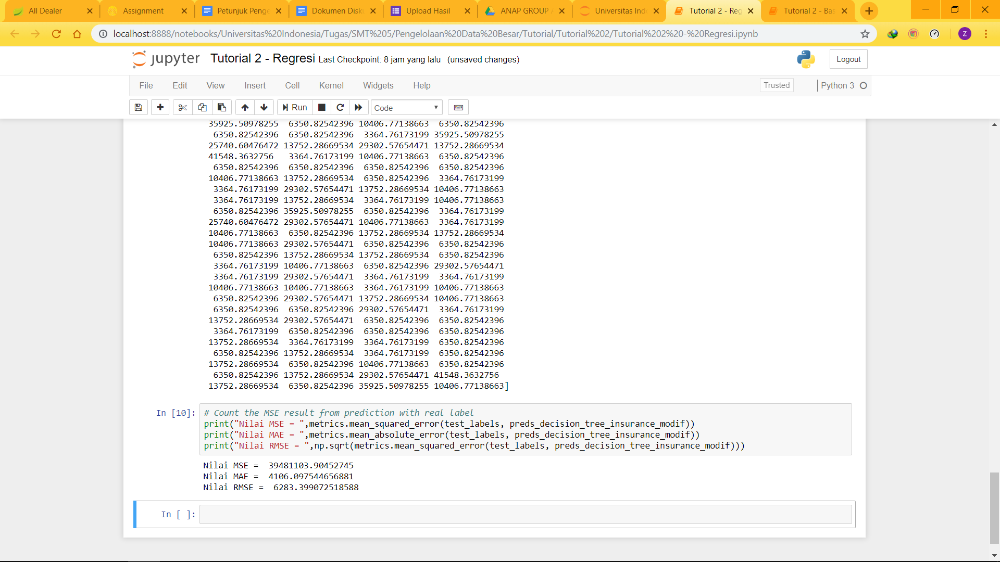 All Dealer
Assignment
Petunjuk Penge
Dokumen Disk
Upload Hasil
ANAP GROUP
Universitas Ind
Tutorial 2 - Reg
Tutorial 2 - Bas
localhost:8888/notebooks/Universitas%20Indonesia/Tugas/SMT%205/Pengelolaan%20Data%20Besar/Tutorial/Tutorial%202/Tutorial%202%20-%20Regresi.ipynb
Z
jupyter Tutorial 2 - Regresi Last Checkpoint: 8 jam yang lalu (unsaved changes)
Logout
File Edit View Insert Cell Kernel Widgets Help
Trusted Python 3
Run Code
35925.50978255 6350.82542396 10406.77138663 6350.82542396
6350.82542396 6350.82542396 3364.76173199 35925.50978255
25740.60476472 13752.28669534 29302.57654471 13752.28669534
41548.3632756 3364.76173199 10406.77138663 6350.82542396
6350.82542396 6350.82542396 6350.82542396 6350.82542396
10406.77138663 13752.28669534 6350.82542396 3364.76173199
3364.76173199 29302.57654471 13752.28669534 10406.77138663
3364.76173199 13752.28669534 3364.76173199 10406.77138663
6350.82542396 35925.50978255 6350.82542396 3364.76173199
25740.60476472 29302.57654471 10406.77138663 3364.76173199
10406.77138663 6350.82542396 13752.28669534 13752.28669534
10406.77138663 29302.57654471 6350.82542396 6350.82542396
6350.82542396 13752.28669534 13752.28669534 6350.82542396
3364.76173199 10406.77138663 6350.82542396 29302.57654471
3364.76173199 29302.57654471 3364.76173199 3364.76173199
10406.77138663 10406.77138663 3364.76173199 10406.77138663
6350.82542396 29302.57654471 13752.28669534 10406.77138663
6350.82542396 6350.82542396 29302.57654471 3364.76173199
13752.28669534 29302.57654471 6350.82542396 6350.82542396
3364.76173199 6350.82542396 6350.82542396 6350.82542396
13752.28669534 3364.76173199 3364.76173199 6350.82542396
6350.82542396 13752.28669534 3364.76173199 6350.82542396
13752.28669534 6350.82542396 10406.77138663 6350.82542396
6350.82542396 13752.28669534 29302.57654471 41548.3632756
13752.28669534 6350.82542396 35925.50978255 10406.77138663]
In [10]: # Count the MSE result from prediction with real label
print("Nilai MSE = ",metrics.mean_squared_error(test_labels, preds_decision_tree_insurance_modif))
print("Nilai MAE = ",metrics.mean_absolute_error(test_labels, preds_decision_tree_insurance_modif))
print("Nilai RMSE = ",np.sqrt(metrics.mean_squared_error(test_labels, preds_decision_tree_insurance_modif)))
Nilai MSE =  39481103.90452745
Nilai MAE =  4106.097544656881
Nilai RMSE =  6283.399072518588
In [ ]: